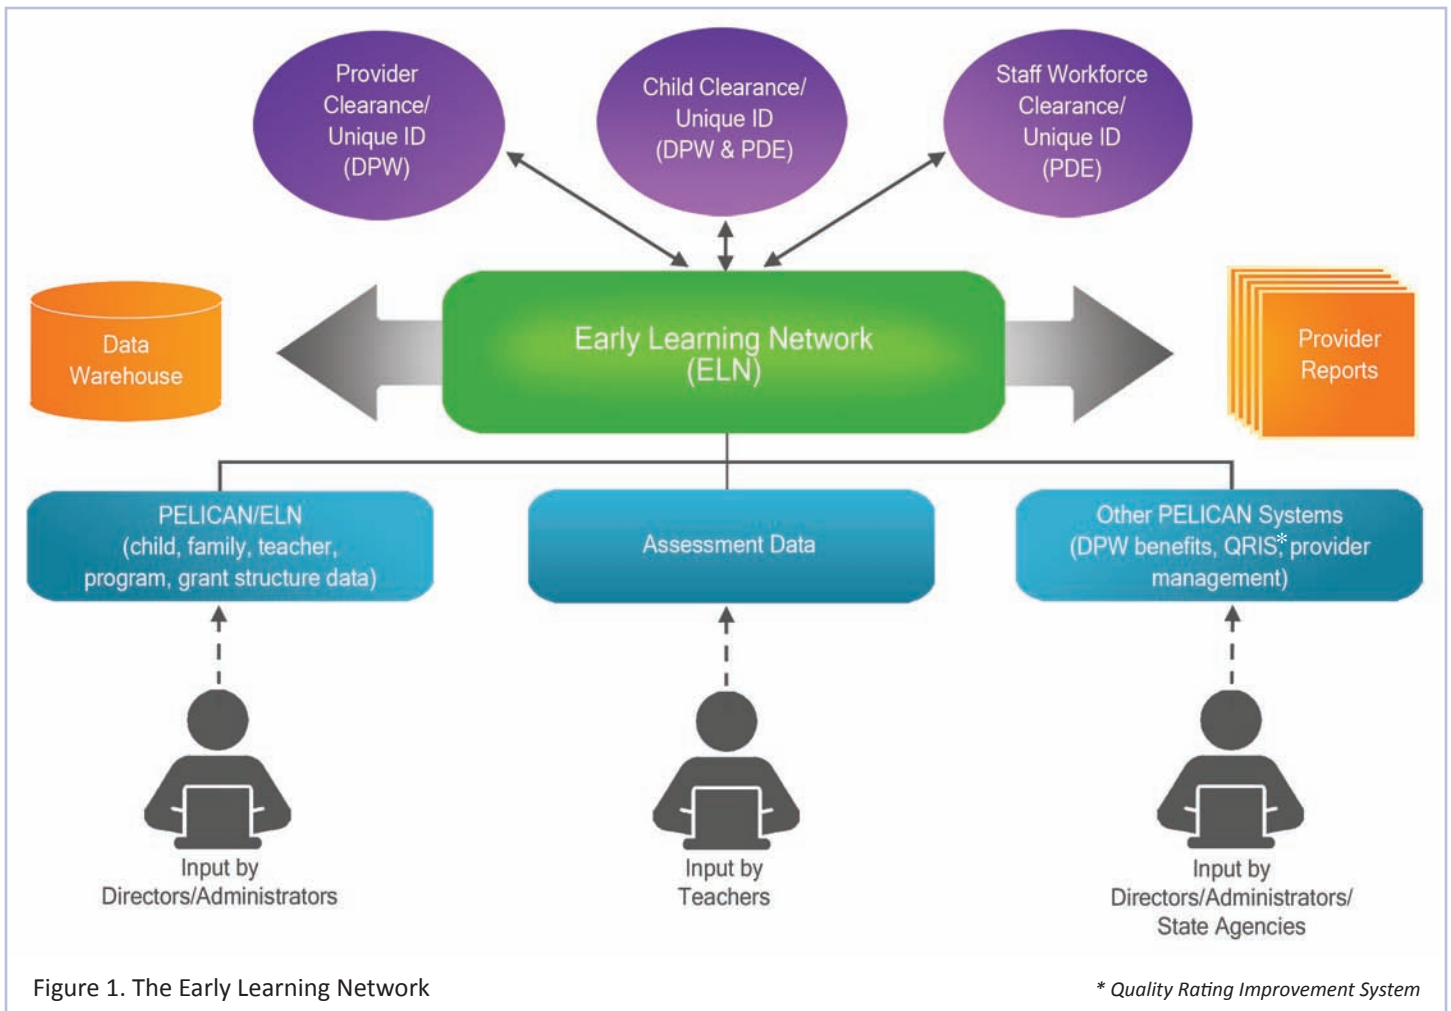 Provider
Clearance/
Unique ID
(DPW)
Child Clearance/
Unique ID
(DPW & PDE)
Staff Workforce
Clearance/
Unique ID
(PDE)
Data
Warehouse
Early Learning Network
(ELN)
Provider
Reports
PELICAN/ELN
(child, family, teacher,
program, grant structure data)
Assessment Data
Other PELICAN Systems
(DPW benefits, QRIS,* provider
management)
Input by
Directors/Administrators
Input by
Teachers
Input by
Directors/Administrators/
State Agencies
Figure 1. The Early Learning Network
* Quality Rating Improvement System